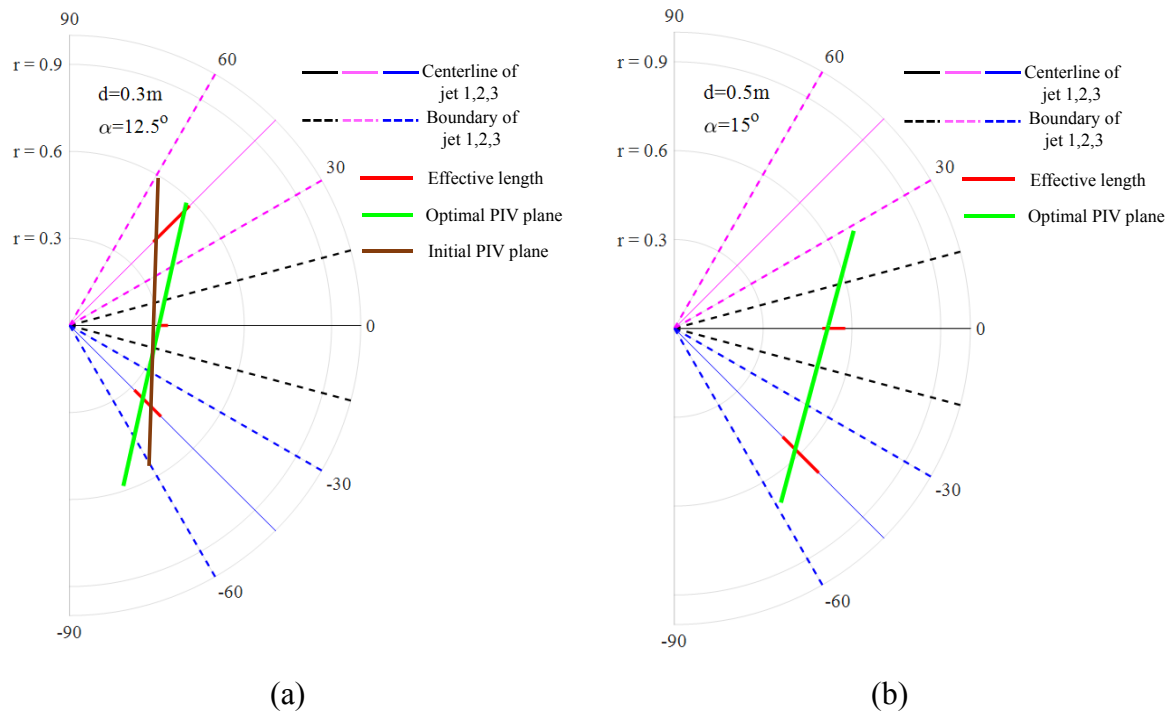 90
60
r = 0.9
d=0.3m
α=12.5°
Centerline of
jet 1,2,3
Boundary of
jet 1,2,3
r = 0.6
30
Effective length
Optimal PIV plane
r = 0.3
Initial PIV plane
0
-30
-60
-90
(a)
90
60
r = 0.9
d=0.5m
α=15°
Centerline of
jet 1,2,3
Boundary of
jet 1,2,3
r = 0.6
30
Effective length
Optimal PIV plane
r = 0.3
0
-30
-60
-90
(b)